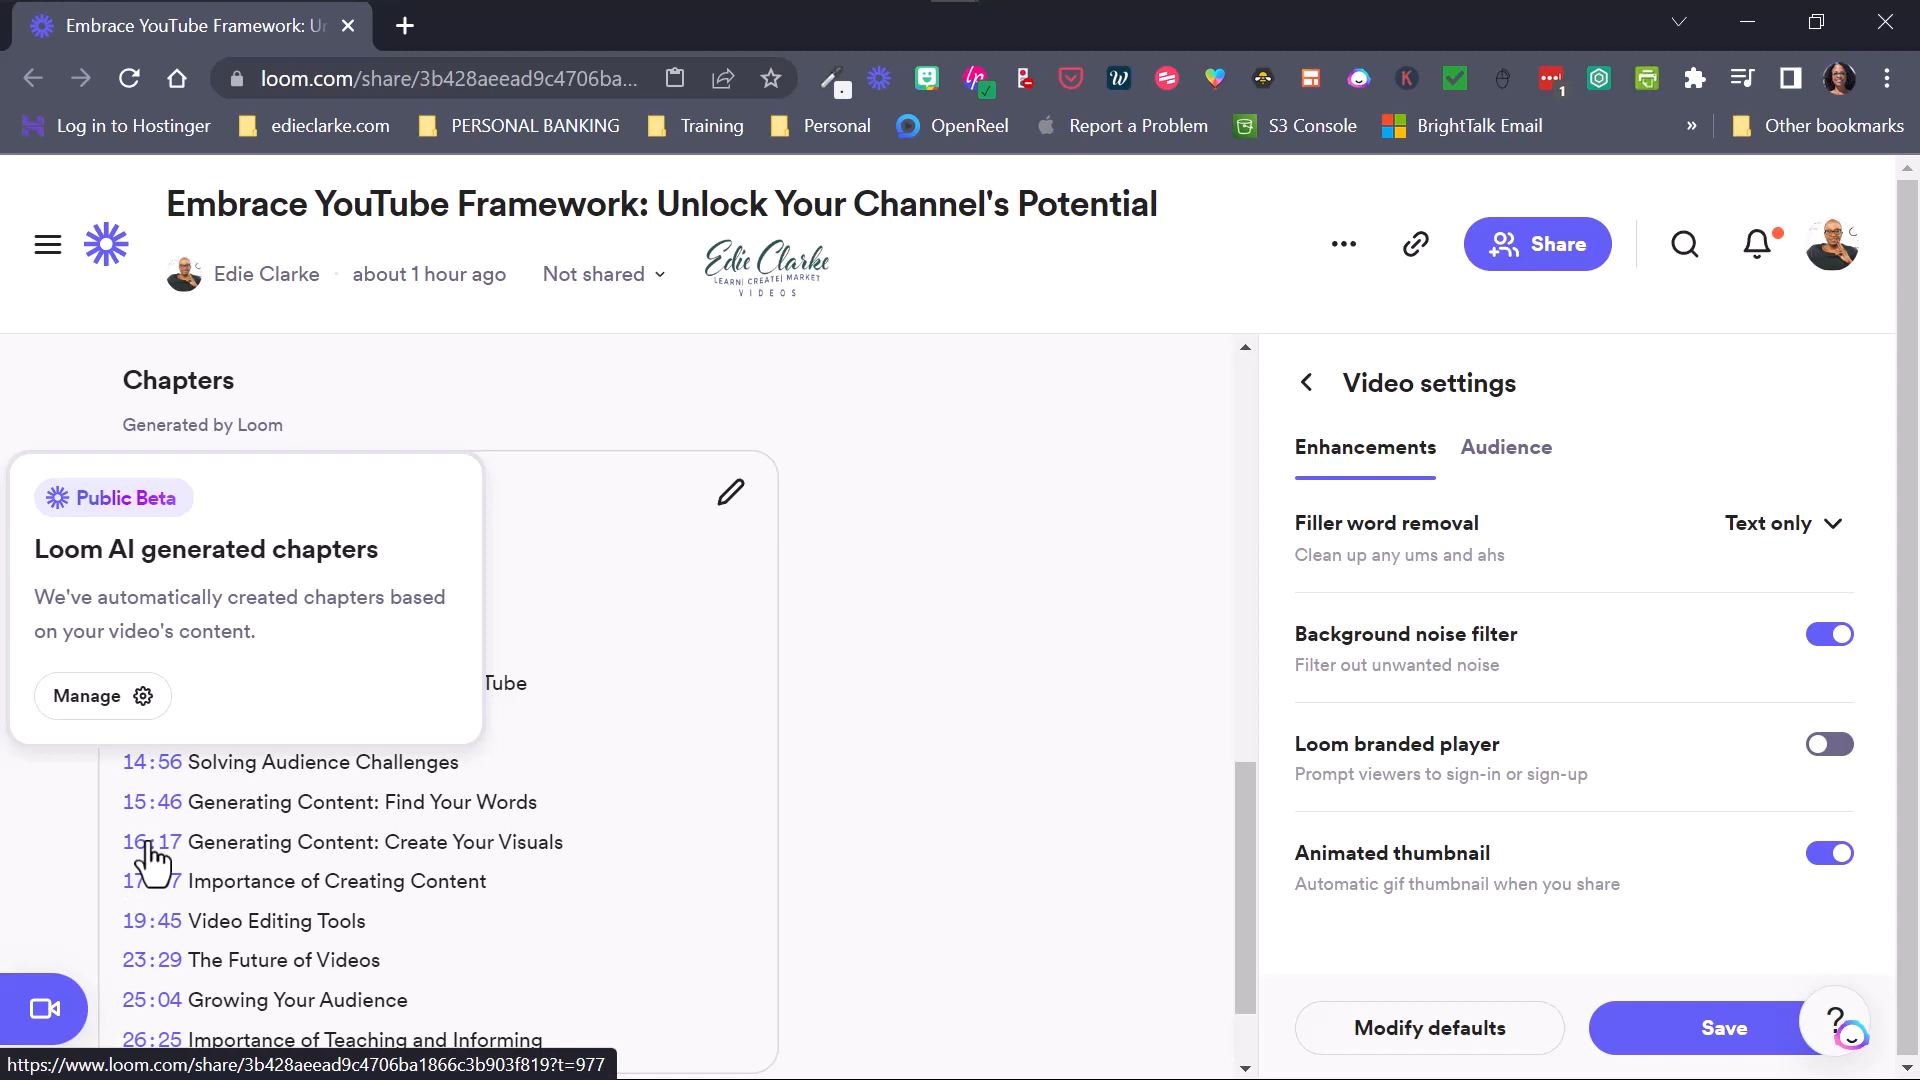 Embrace YouTube Framework: Ur
loom.com/share/3b428aeead9c4706ba...
1
Log in to Hostinger
edieclarke.com
PERSONAL BANKING
Training
Personal
OpenReel
Report a Problem
S3 Console
BrightTalk Email
»
Other bookmarks
Embrace YouTube Framework: Unlock Your Channel's Potential
Edie Clarke
about 1 hour ago
Not shared
Edie Clarke
LEARN| CREATE| MARKET
VIDEOS
Share
Chapters
Generated by Loom
Public Beta
Loom AI generated chapters
We've automatically created chapters based
on your video's content.
Manage
Tube
14:56 Solving Audience Challenges
15:46 Generating Content: Find Your Words
16:17 Generating Content: Create Your Visuals
Importance of Creating Content
19:45 Video Editing Tools
23:29 The Future of Videos
25:04 Growing Your Audience
26:25 Importance of Teaching and Informing
https://www.loom.com/share/3b428aeead9c4706ba1866c3b903f819?t=977
Video settings
Enhancements
Audience
Filler word removal
Text only
Clean up any ums and ahs
Background noise filter
Filter out unwanted noise
Loom branded player
Prompt viewers to sign-in or sign-up
Animated thumbnail
Automatic gif thumbnail when you share
Modify defaults
Save
?